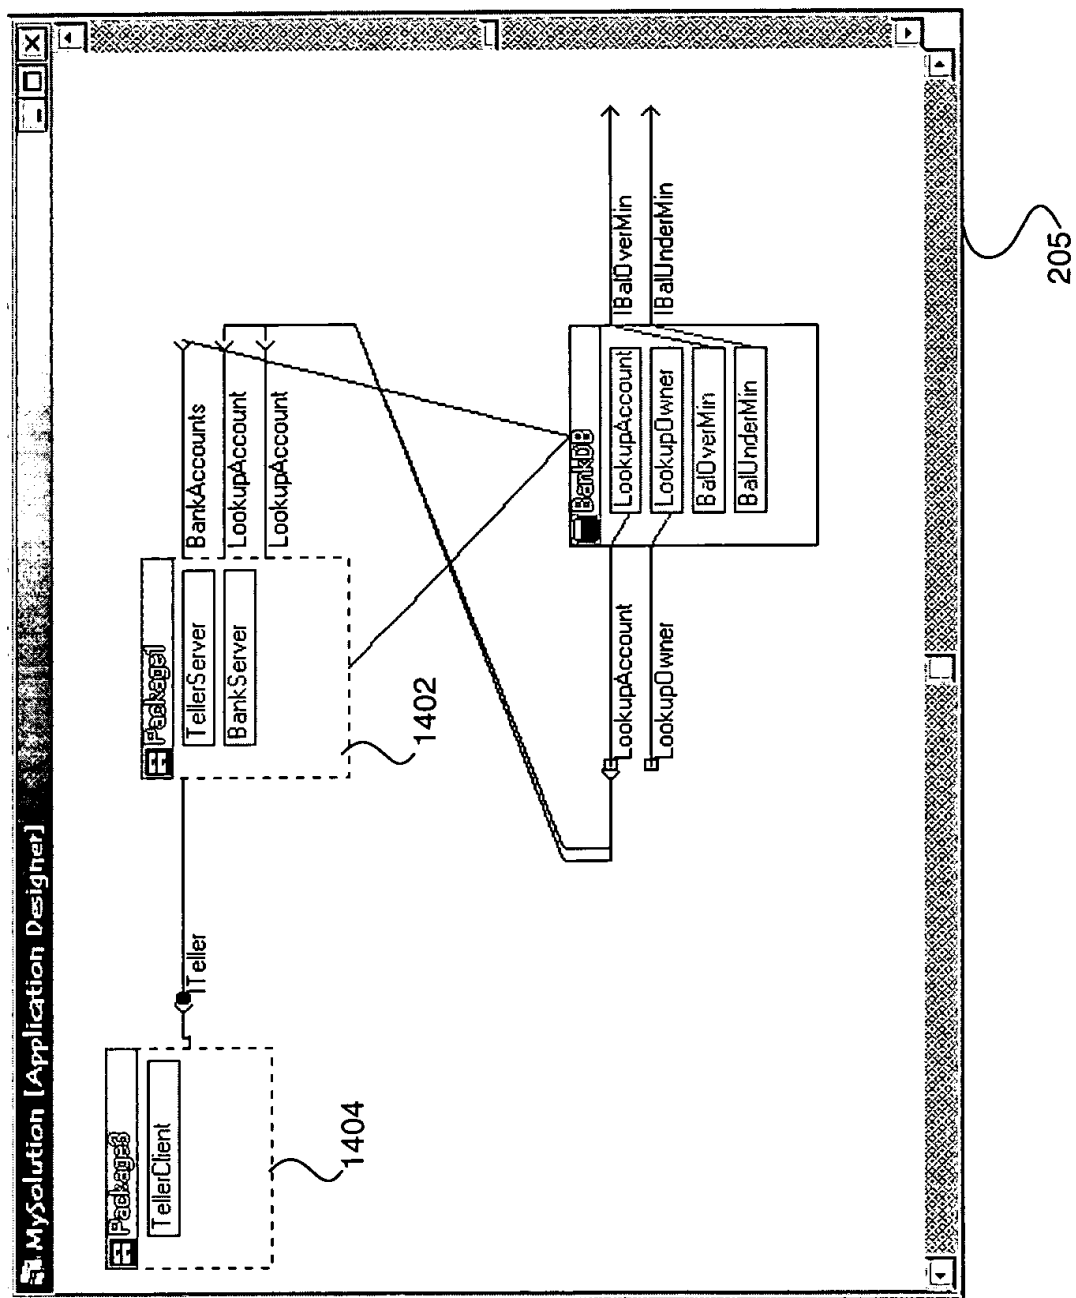 MySolution [Application Designer]
Package3
TellerClient
1404
ITeller
Package1
TellerServer
BankServer
1402
BankAccounts
LookupAccount
LookupAccount
LookupAccount
LookupOwner
BankDB
LookupAccount
LookupOwner
BalOverMin
BalUnderMin
IBalOverMin
IBalUnderMin
205